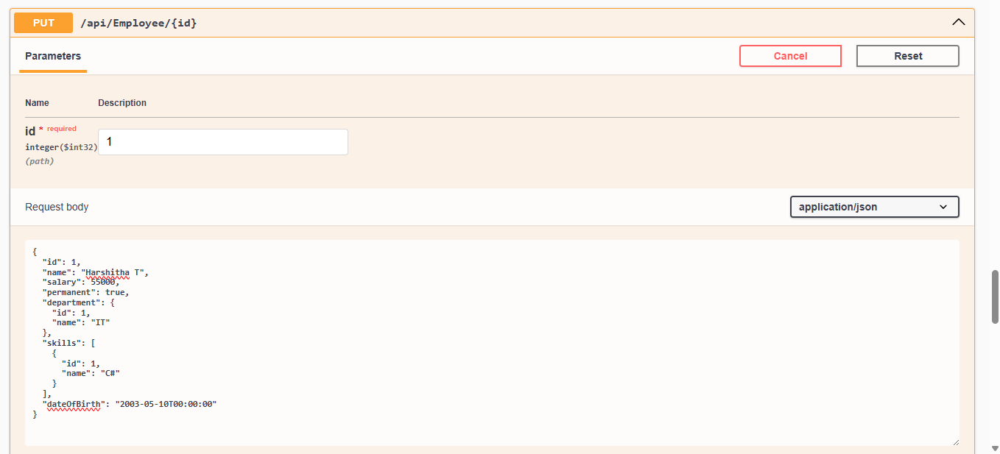 PUT /api/Employee/{id}
Parameters Cancel Reset
Name Description
id * required
integer($int32)
(path)
1
Request body application/json
{
  "id": 1,
  "name": "Harshitha T",
  "salary": 55000,
  "permanent": true,
  "department": {
    "id": 1,
    "name": "IT"
  },
  "skills": [
    {
      "id": 1,
      "name": "C#"
    }
  ],
  "dateOfBirth": "2003-05-10T00:00:00"
}